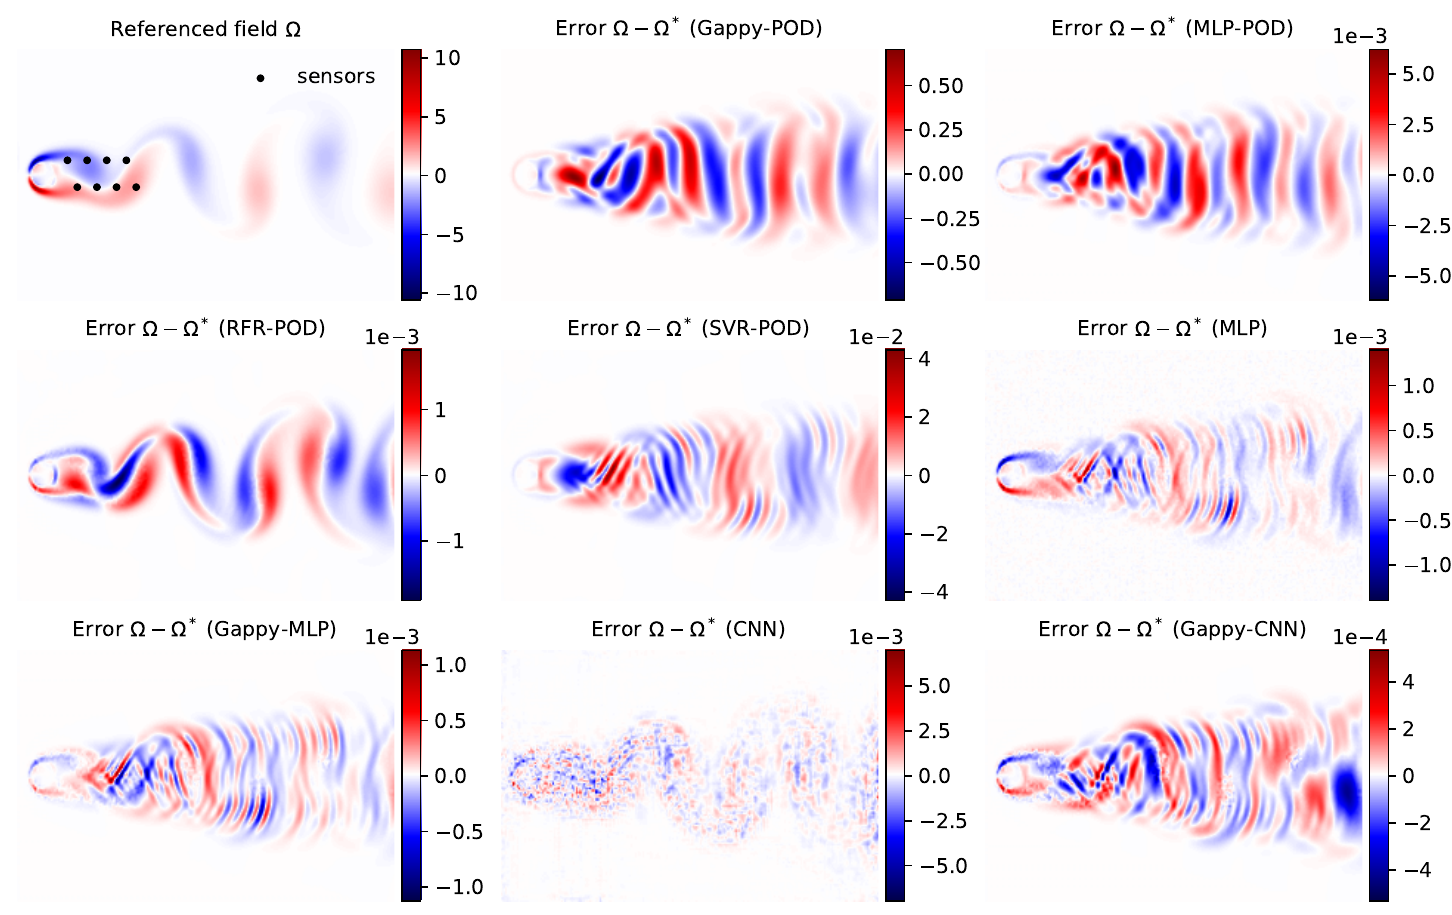 Referenced field Ω
sensors
10
5
0
−5
−10
Error Ω − Ω* (Gappy-POD)
0.50
0.25
0.00
−0.25
−0.50
Error Ω − Ω* (MLP-POD)
1e−3
5.0
2.5
0.0
−2.5
−5.0
Error Ω − Ω* (RFR-POD)
1e−3
1
0
−1
Error Ω − Ω* (SVR-POD)
1e−2
4
2
0
−2
−4
Error Ω − Ω* (MLP)
1e−3
1.0
0.5
0.0
−0.5
−1.0
Error Ω − Ω* (Gappy-MLP)
1e−3
1.0
0.5
0.0
−0.5
−1.0
Error Ω − Ω* (CNN)
1e−3
5.0
2.5
0.0
−2.5
−5.0
Error Ω − Ω* (Gappy-CNN)
1e−4
4
2
0
−2
−4